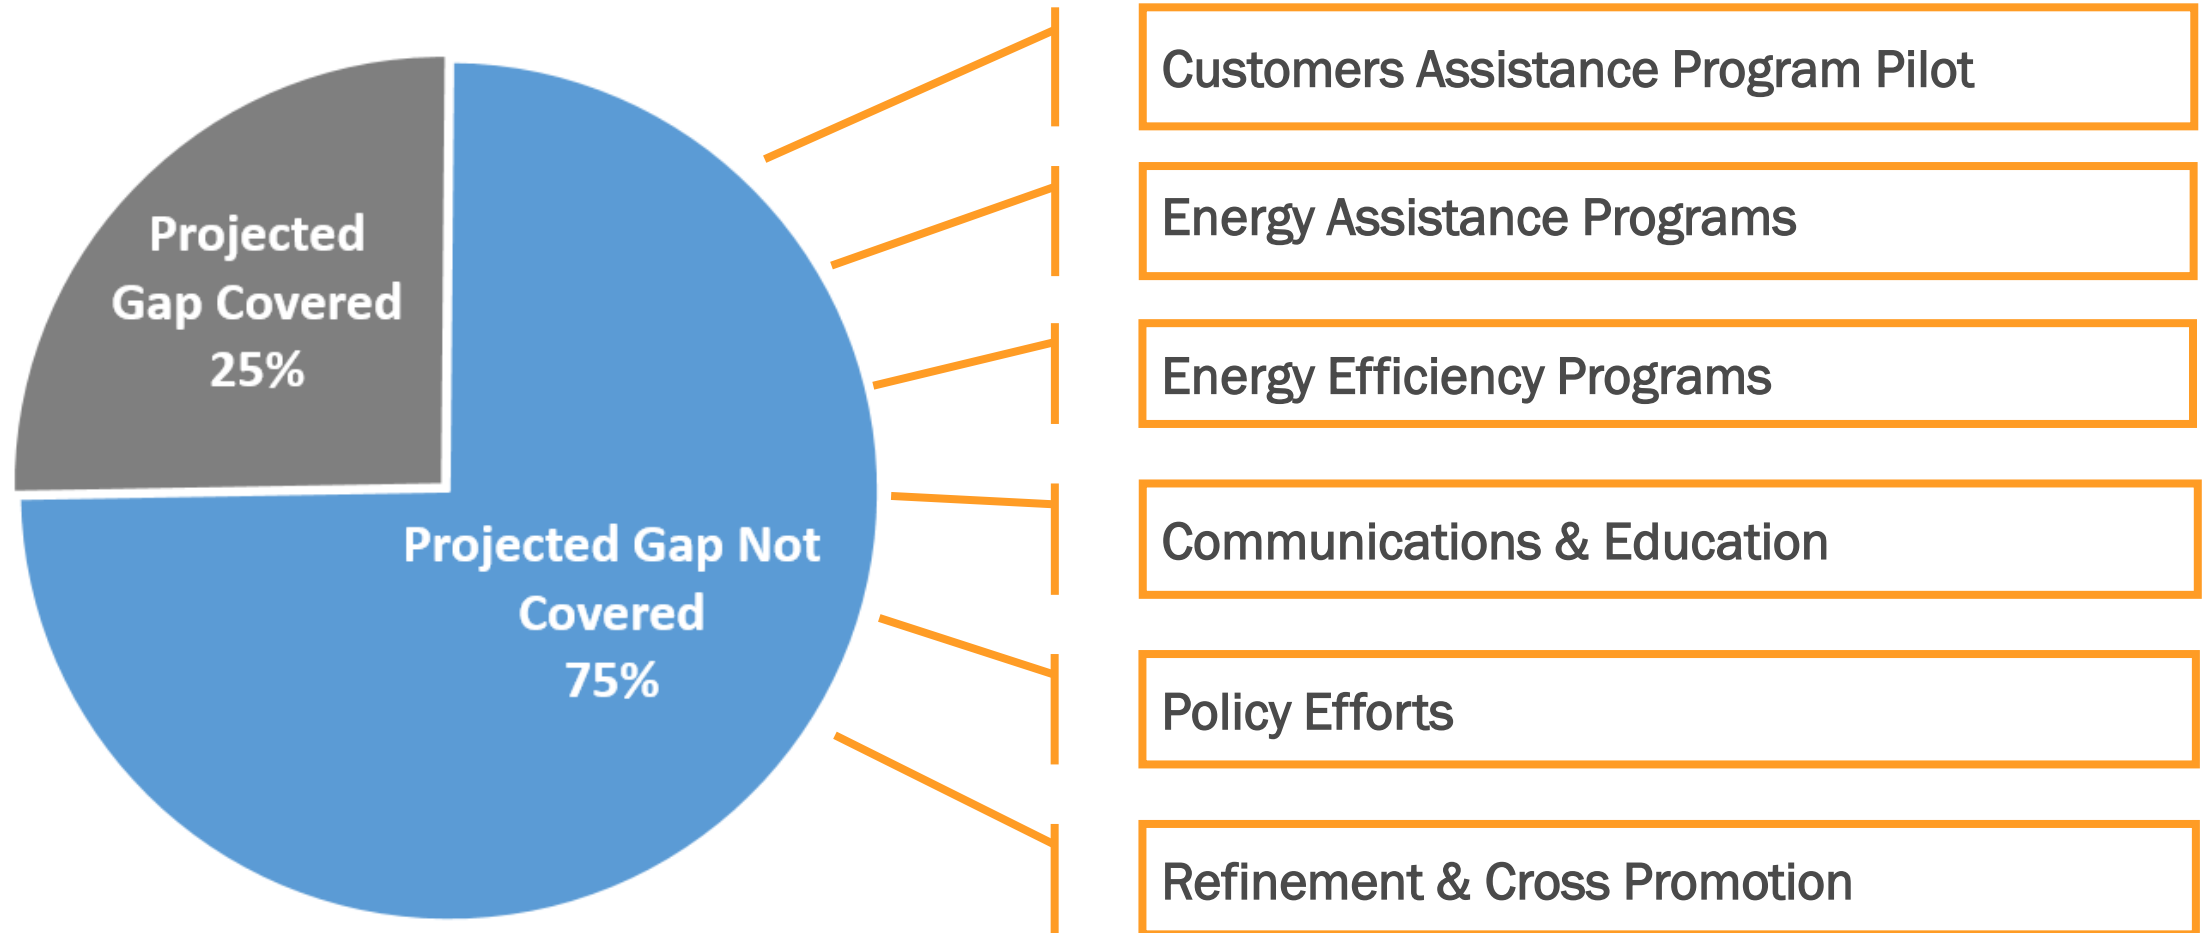 Projected
Gap Covered
25%
Projected Gap Not
Covered
75%
Customers Assistance Program Pilot
Energy Assistance Programs
Energy Efficiency Programs
Communications & Education
Policy Efforts
Refinement & Cross Promotion